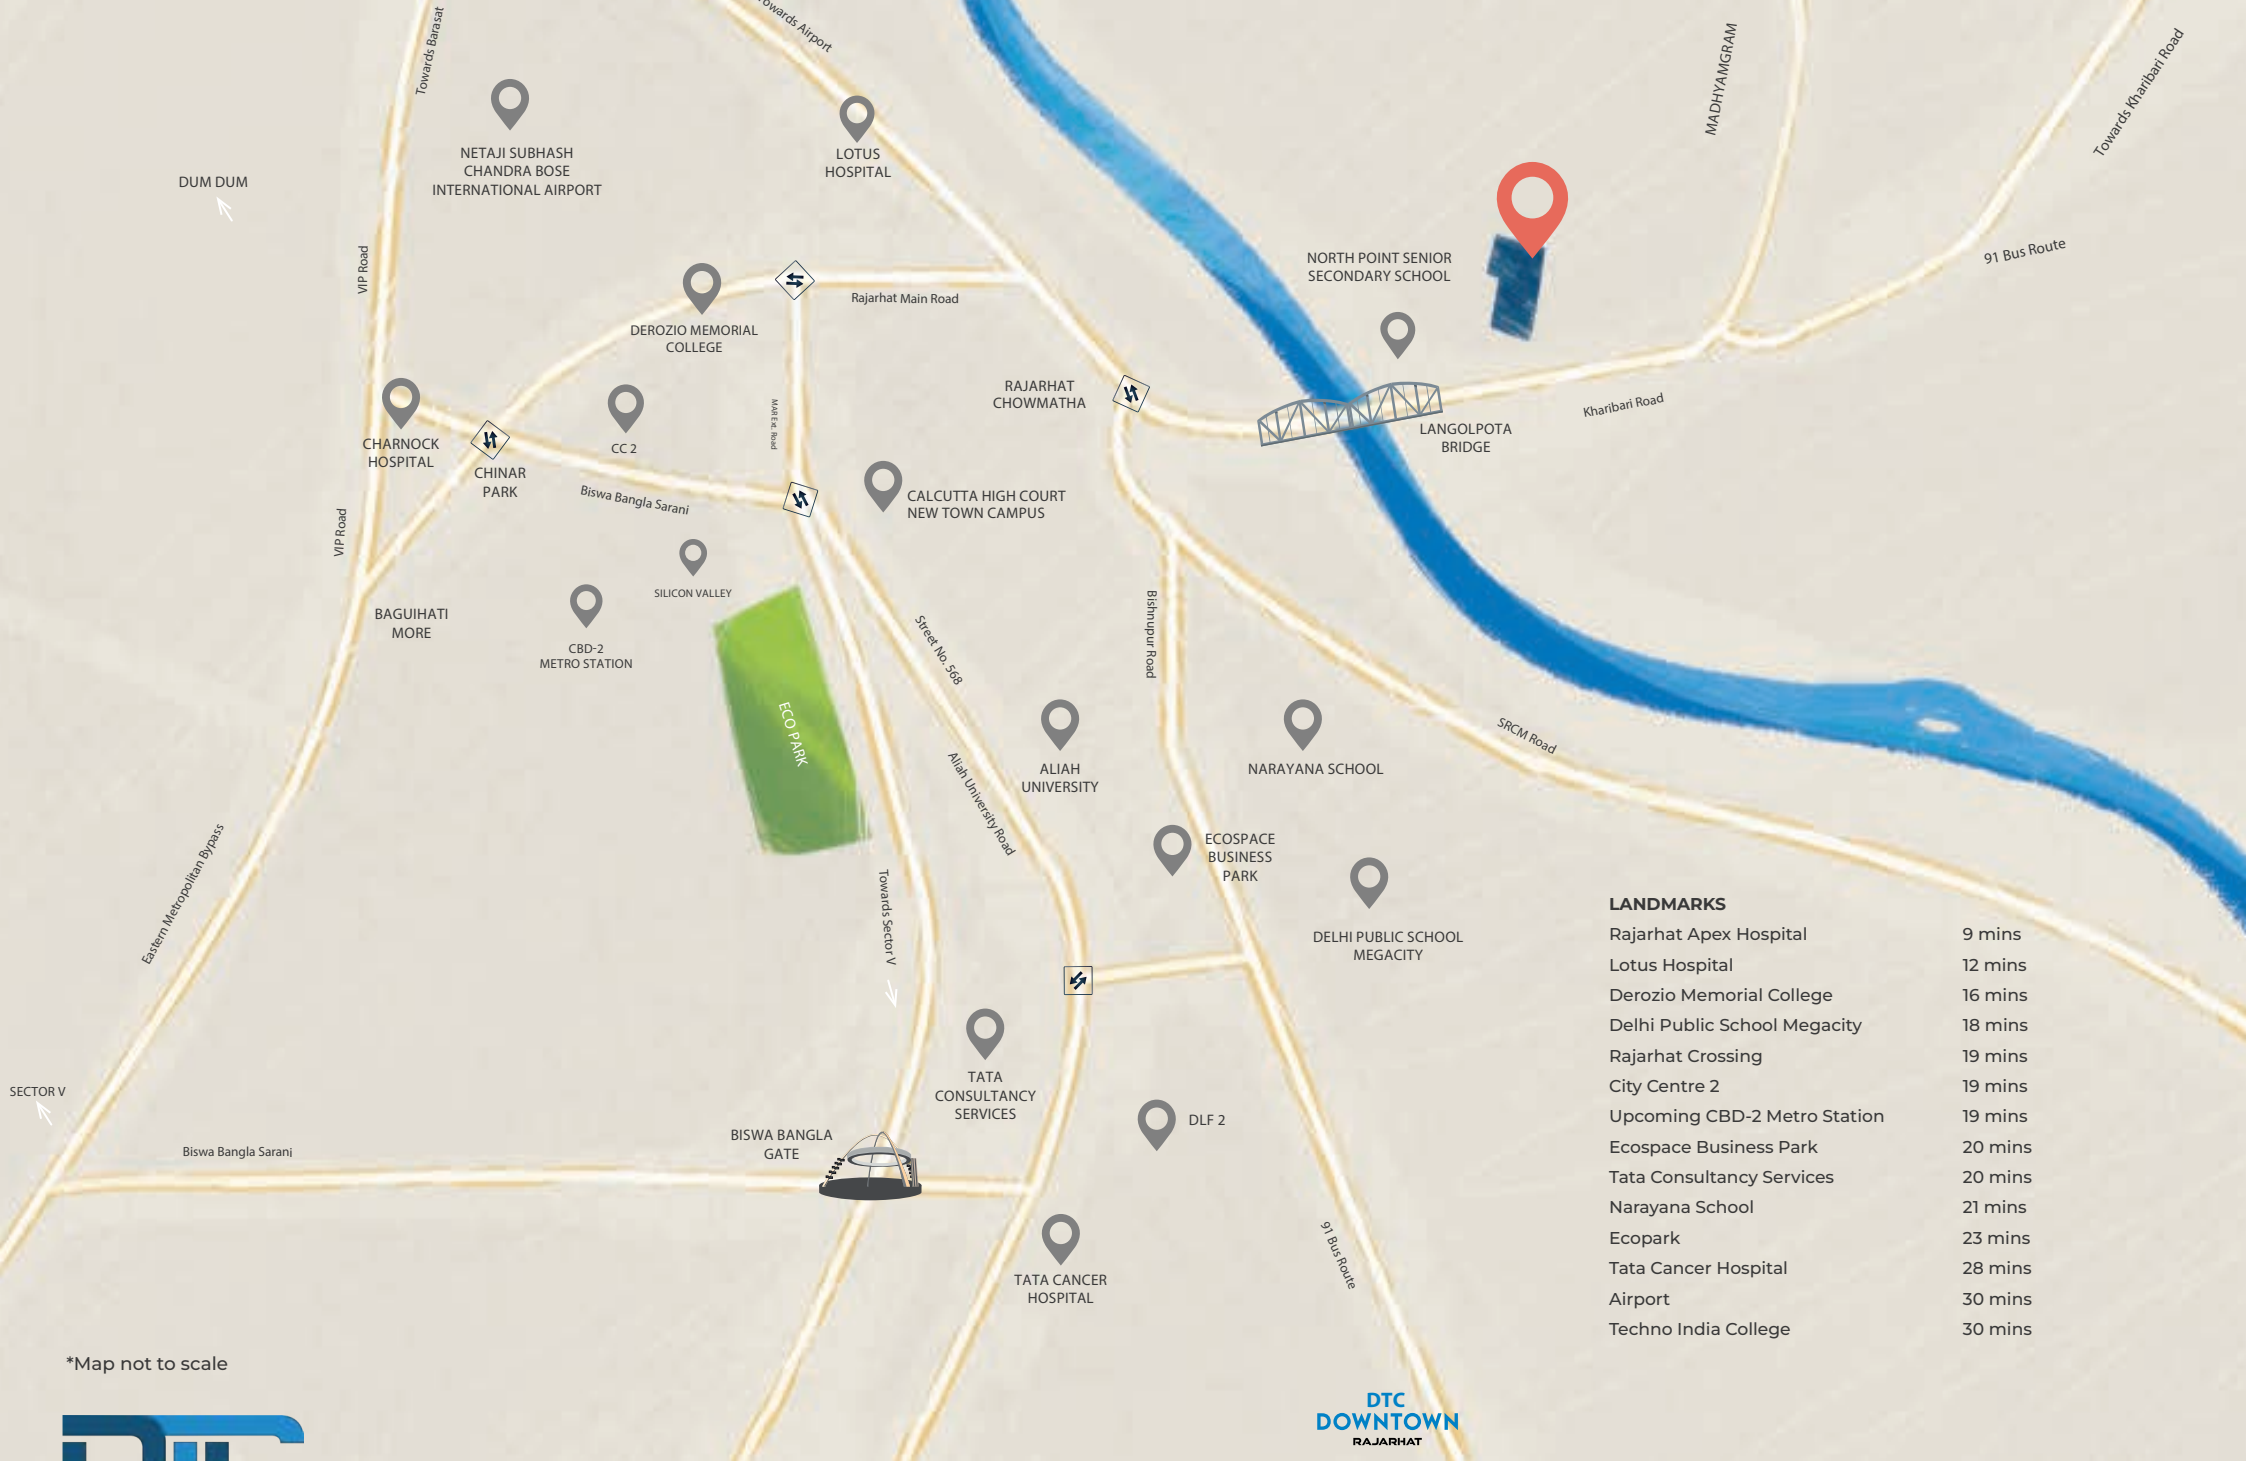 Towards Barasat
Towards Airport
MADHYAMGRAM
Towards Kharibari Road
NETAJI SUBHASH
CHANDRA BOSE
INTERNATIONAL AIRPORT
LOTUS
HOSPITAL
DUM DUM
VIP Road
NORTH POINT SENIOR
SECONDARY SCHOOL
91 Bus Route
Rajarhat Main Road
DEROZIO MEMORIAL
COLLEGE
RAJARHAT
CHOWMATHA
Kharibari Road
LANGOLPOTA
BRIDGE
MAR Ext. Road
CHARNOCK
HOSPITAL
CC 2
CHINAR
PARK
Biswa Bangla Sarani
CALCUTTA HIGH COURT
NEW TOWN CAMPUS
VIP Road
SILICON VALLEY
BAGUIHATI
MORE
CBD-2
METRO STATION
Street No. 568
Bishnupur Road
ECO PARK
SRCM Road
ALIAH
UNIVERSITY
NARAYANA SCHOOL
Aliah University Road
Eastern Metropolitan Bypass
ECOSPACE
BUSINESS
PARK
Towards Sector V
DELHI PUBLIC SCHOOL
MEGACITY
SECTOR V
TATA
CONSULTANCY
SERVICES
DLF 2
BISWA BANGLA
GATE
Biswa Bangla Sarani
TATA CANCER
HOSPITAL
91 Bus Route
LANDMARKS
Rajarhat Apex Hospital 9 mins
Lotus Hospital 12 mins
Derozio Memorial College 16 mins
Delhi Public School Megacity 18 mins
Rajarhat Crossing 19 mins
City Centre 2 19 mins
Upcoming CBD-2 Metro Station 19 mins
Ecospace Business Park 20 mins
Tata Consultancy Services 20 mins
Narayana School 21 mins
Ecopark 23 mins
Tata Cancer Hospital 28 mins
Airport 30 mins
Techno India College 30 mins
*Map not to scale
DTC
DOWNTOWN
RAJARHAT